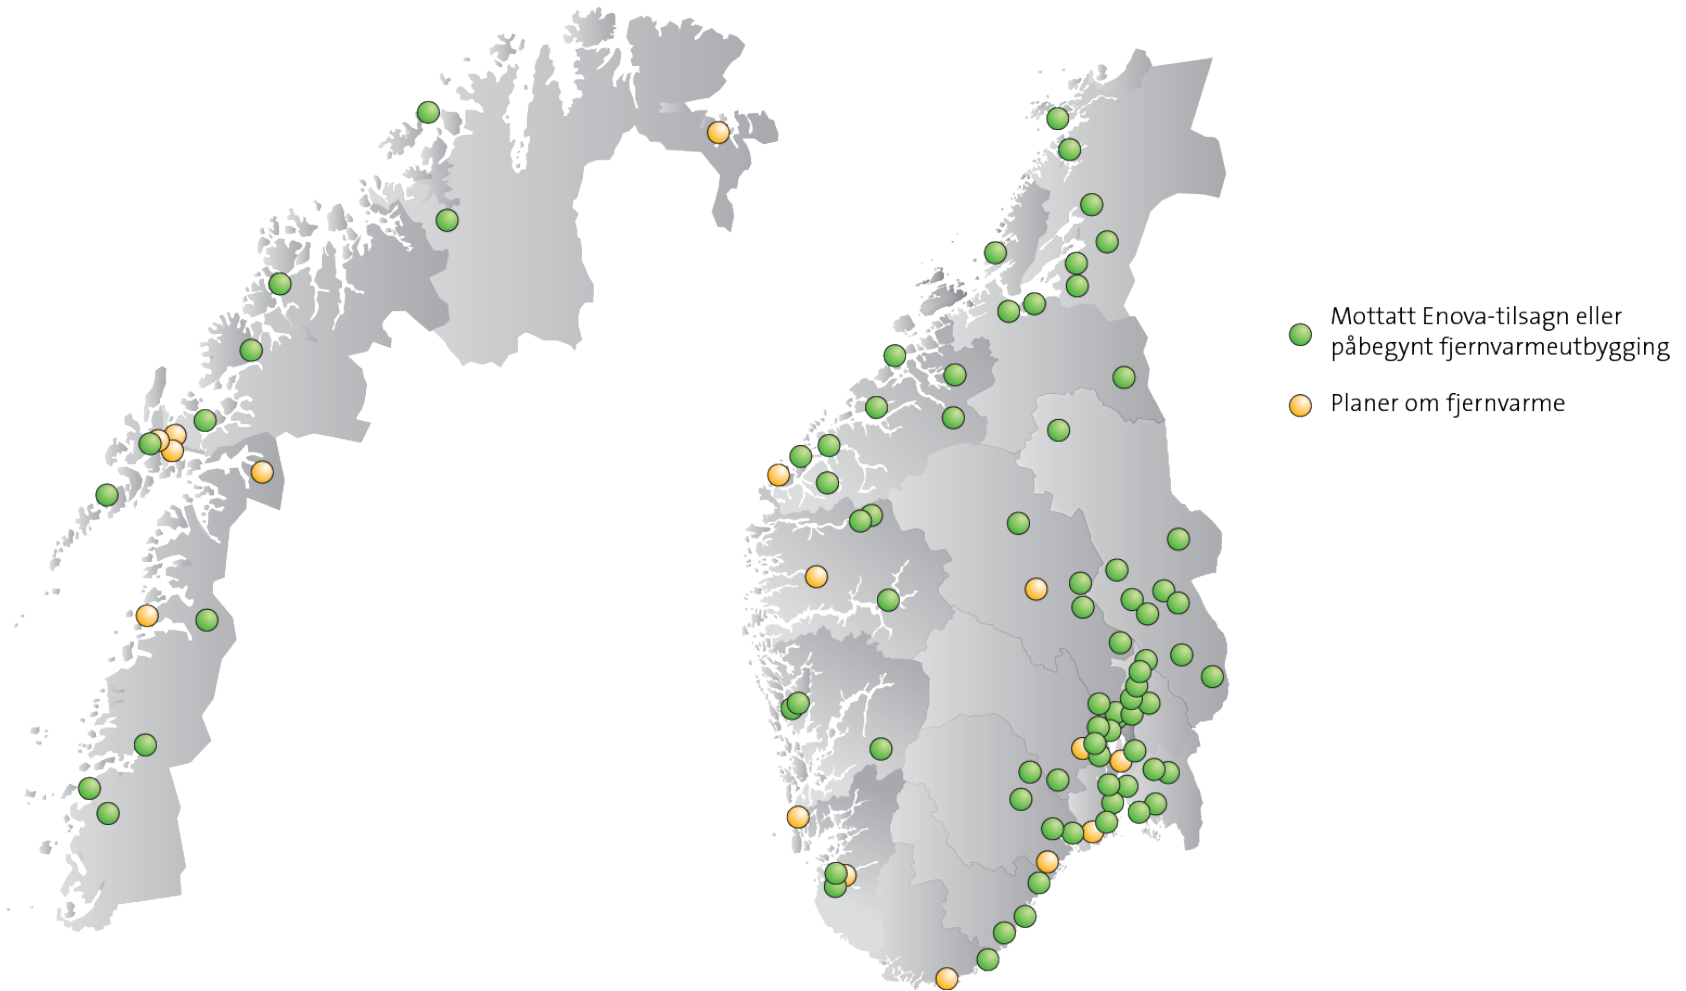 Mottatt Enova-tilsagn eller
påbegynt fjernvarmeutbygging
Planer om fjernvarme